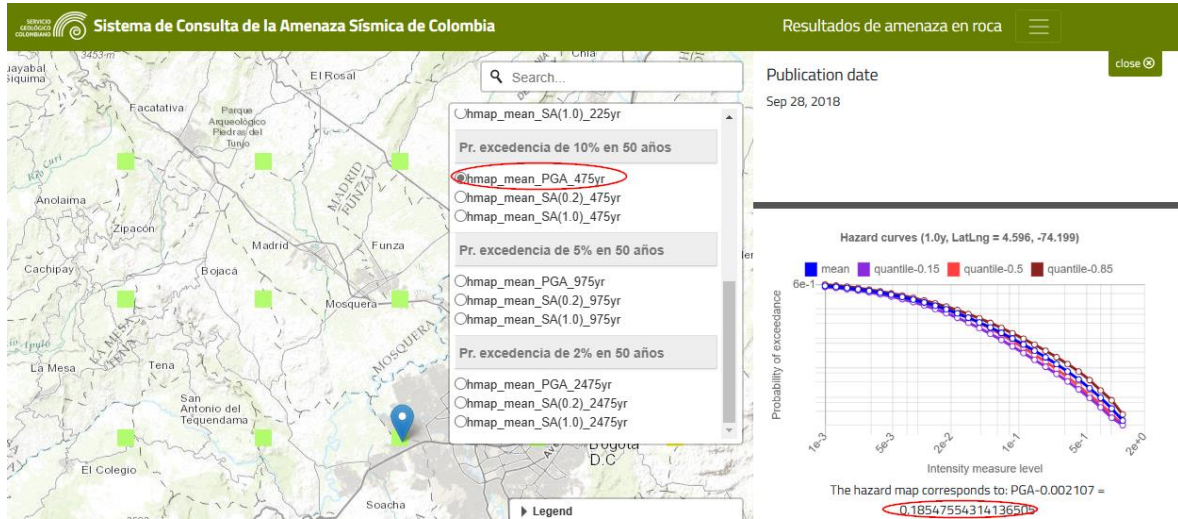 SERVICIO
GEOLÓGICO
COLOMBIANO
Sistema de Consulta de la Amenaza Sísmica de Colombia
Resultados de amenaza en roca
close
Publication date
Sep 28, 2018
Search...
hmap_mean_SA(1.0)_225yr
Pr. excedencia de 10% en 50 años
hmap_mean_PGA_475yr
hmap_mean_SA(0.2)_475yr
hmap_mean_SA(1.0)_475yr
Pr. excedencia de 5% en 50 años
hmap_mean_PGA_975yr
hmap_mean_SA(0.2)_975yr
hmap_mean_SA(1.0)_975yr
Pr. excedencia de 2% en 50 años
hmap_mean_PGA_2475yr
hmap_mean_SA(0.2)_2475yr
hmap_mean_SA(1.0)_2475yr
Legend
3453-m
Chia
El Rosal
Facatativa
Parque
Arqueológico
Piedras del
Tunjo
MADRID
FUNZA
Anolaima
Zipacón
Madrid
Funza
Cachipay
Bojacá
Mosquera
MOSQUERA
LA MESA
TENA
La Mesa
Tena
San
Antonio del
Tequendama
El Colegio
Soacha
Bogotá
D.C.
Hazard curves (1.0y, LatLng = 4.596, -74.199)
mean quantile-0.15 quantile-0.5 quantile-0.85
6e-1
Probability of exceedance
1e-3 5e-3 2e-2 1e-1 5e-1 2e+0
Intensity measure level
The hazard map corresponds to: PGA-0.002107 =
0.18547554314136505